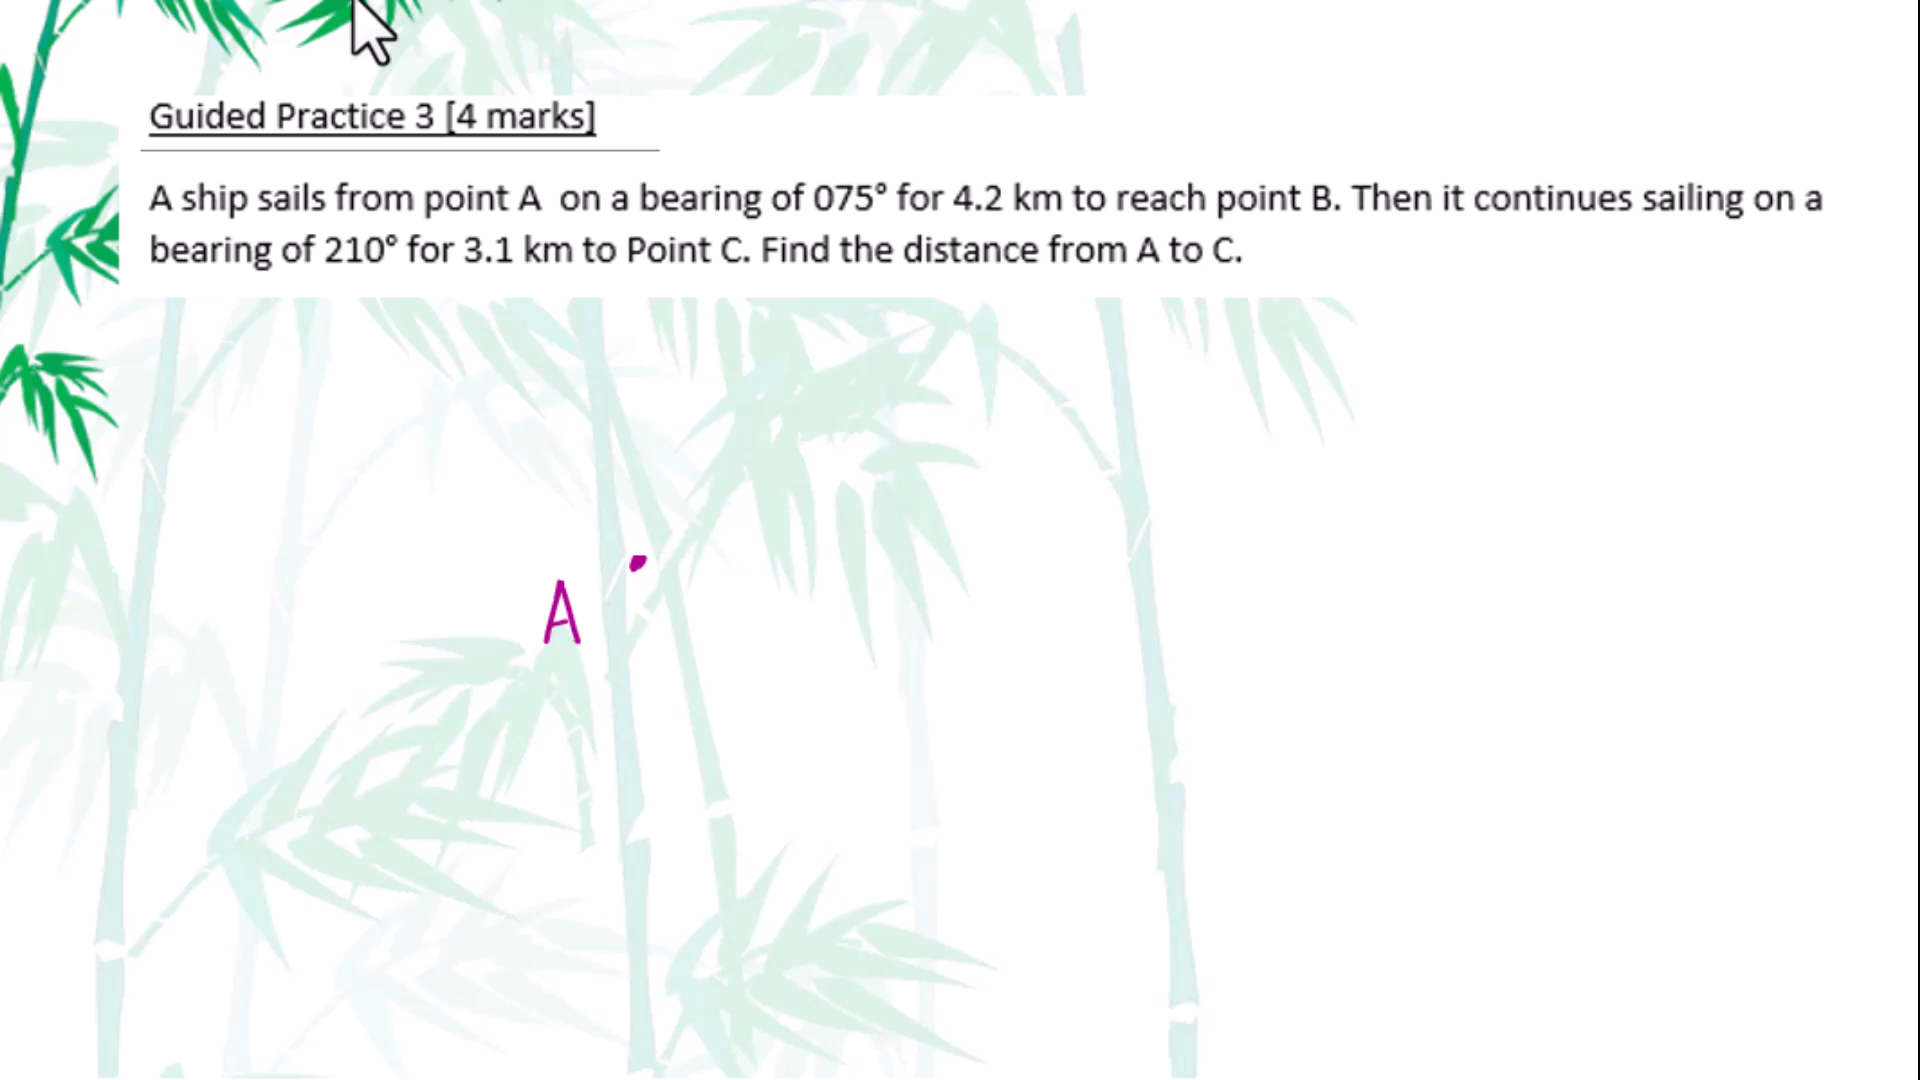 Guided Practice 3 [4 marks]
A ship sails from point A  on a bearing of 075° for 4.2 km to reach point B. Then it continues sailing on a
bearing of 210° for 3.1 km to Point C. Find the distance from A to C.
A